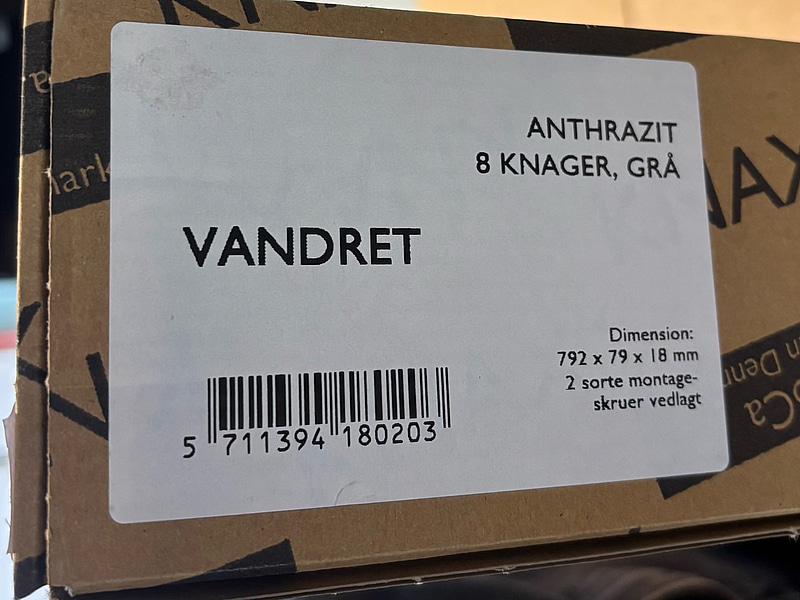 ANTHRAZIT
8 KNAGER, GRÅ
VANDRET
Dimension:
792 x 79 x 18 mm
2 sorte montage-
skruer vedlagt
5 711394 180203